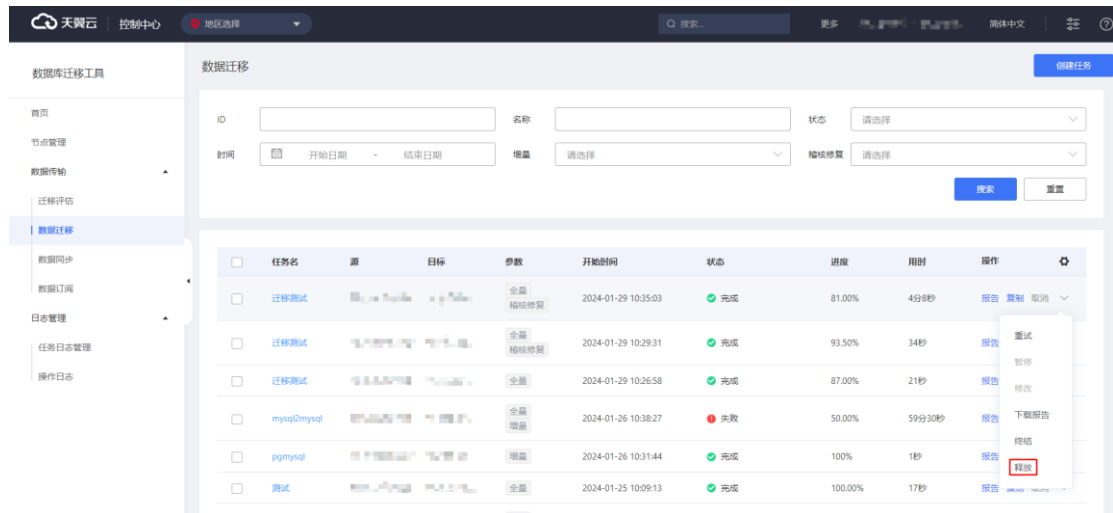 天翼云 控制中心 地区选择 搜索... 更多 简体中文
数据库迁移工具
首页
节点管理
数据传输
迁移评估
数据迁移
数据同步
数据订阅
日志管理
任务日志管理
操作日志
数据迁移 创建任务
ID 名称 状态 请选择
时间 开始日期 - 结束日期 增量 请选择 稽核修复 请选择
搜索 重置
任务名 源 目标 参数 开始时间 状态 进度 用时 操作
迁移测试 全量 稽核修复 2024-01-29 10:35:03 完成 81.00% 4分8秒 报告 复制 取消
迁移测试 全量 稽核修复 2024-01-29 10:29:31 完成 93.50% 34秒 报告
迁移测试 全量 2024-01-29 10:26:58 完成 87.00% 21秒 报告
mysql2mysql 全量 增量 2024-01-26 10:38:27 失败 50.00% 59分30秒 报告
pgmysql 增量 2024-01-26 10:31:44 完成 100% 1秒 报告
测试 全量 2024-01-25 10:09:13 完成 100.00% 17秒 报告
重试
暂停
修改
下载报告
终结
释放